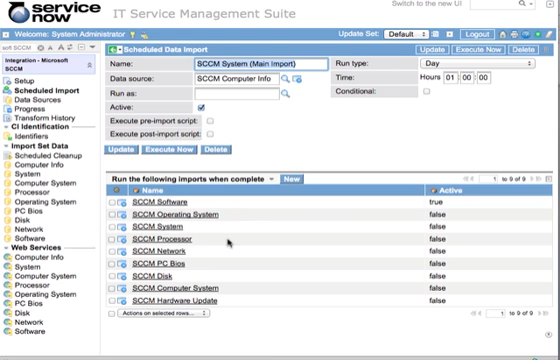 Switch to the new UI
service now
IT Service Management Suite
Welcome: System Administrator
Update Set: Default
Logout
soft SCCM
Integration - Microsoft SCCM
Setup
Scheduled Import
Data Sources
Progress
Transform History
CI Identification
Identifiers
Import Set Data
Scheduled Cleanup
Computer Info
System
Computer System
Processor
Operating System
PC Bios
Disk
Network
Software
Web Services
Computer Info
System
Computer System
Processor
Operating System
PC Bios
Disk
Network
Software
Scheduled Data Import
Update
Execute Now
Delete
Name: SCCM System (Main Import)
Run type: Day
Data source: SCCM Computer Info
Time: Hours 01 : 00 : 00
Run as:
Conditional:
Active:
Execute pre-import script:
Execute post-import script:
Update
Execute Now
Delete
Run the following imports when complete
New
1 to 9 of 9
Name Active
SCCM Software true
SCCM Operating System false
SCCM System false
SCCM Processor false
SCCM Network false
SCCM PC Bios false
SCCM Disk false
SCCM Computer System false
SCCM Hardware Update false
Actions on selected rows...
1 to 9 of 9